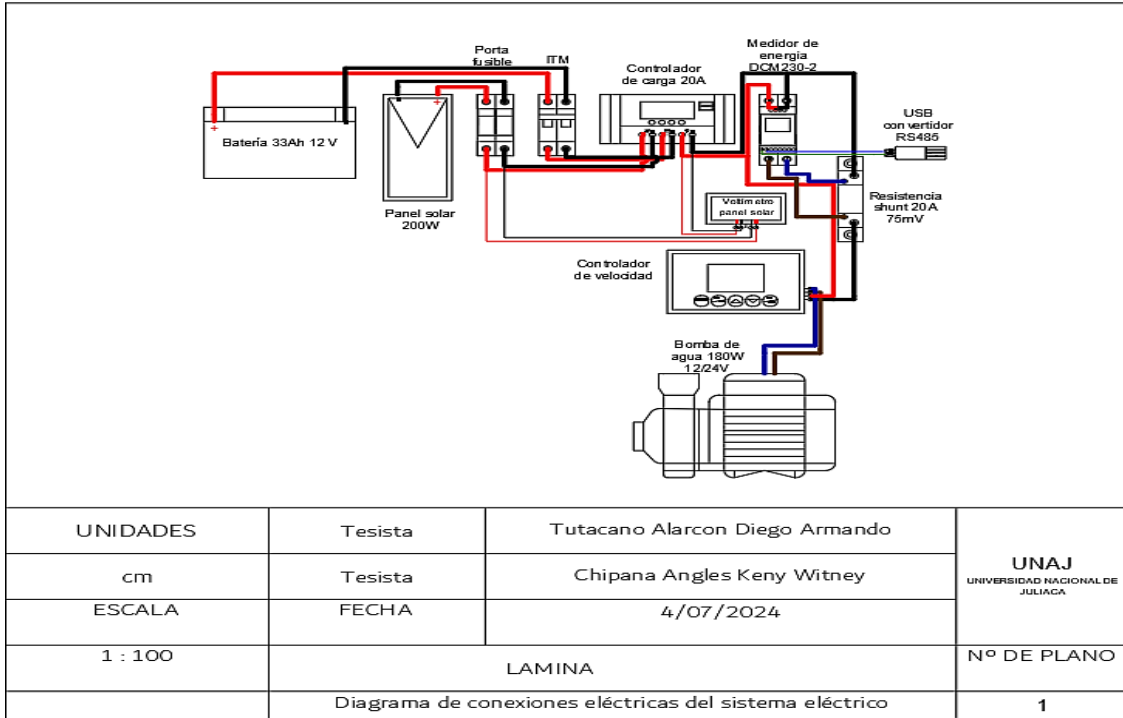 Porta
fusible
ITM
Controlador
de carga 20A
Medidor de
energía
DCM230-2
USB
convertidor
RS485
+
Batería 33Ah 12 V
-
+
Panel solar
200W
Voltimetro
panel solar
Resistencia
shunt 20A
75mV
Controlador
de velocidad
Bomba de
agua 180W
12/24V
UNIDADES
Tesista
Tutacano Alarcon Diego Armando
UNAJ
UNIVERSIDAD NACIONAL DE
JULIACA
cm
Tesista
Chipana Angles Keny Witney
ESCALA
FECHA
4/07/2024
1 : 100
LAMINA
Nº DE PLANO
Diagrama de conexiones eléctricas del sistema eléctrico
1